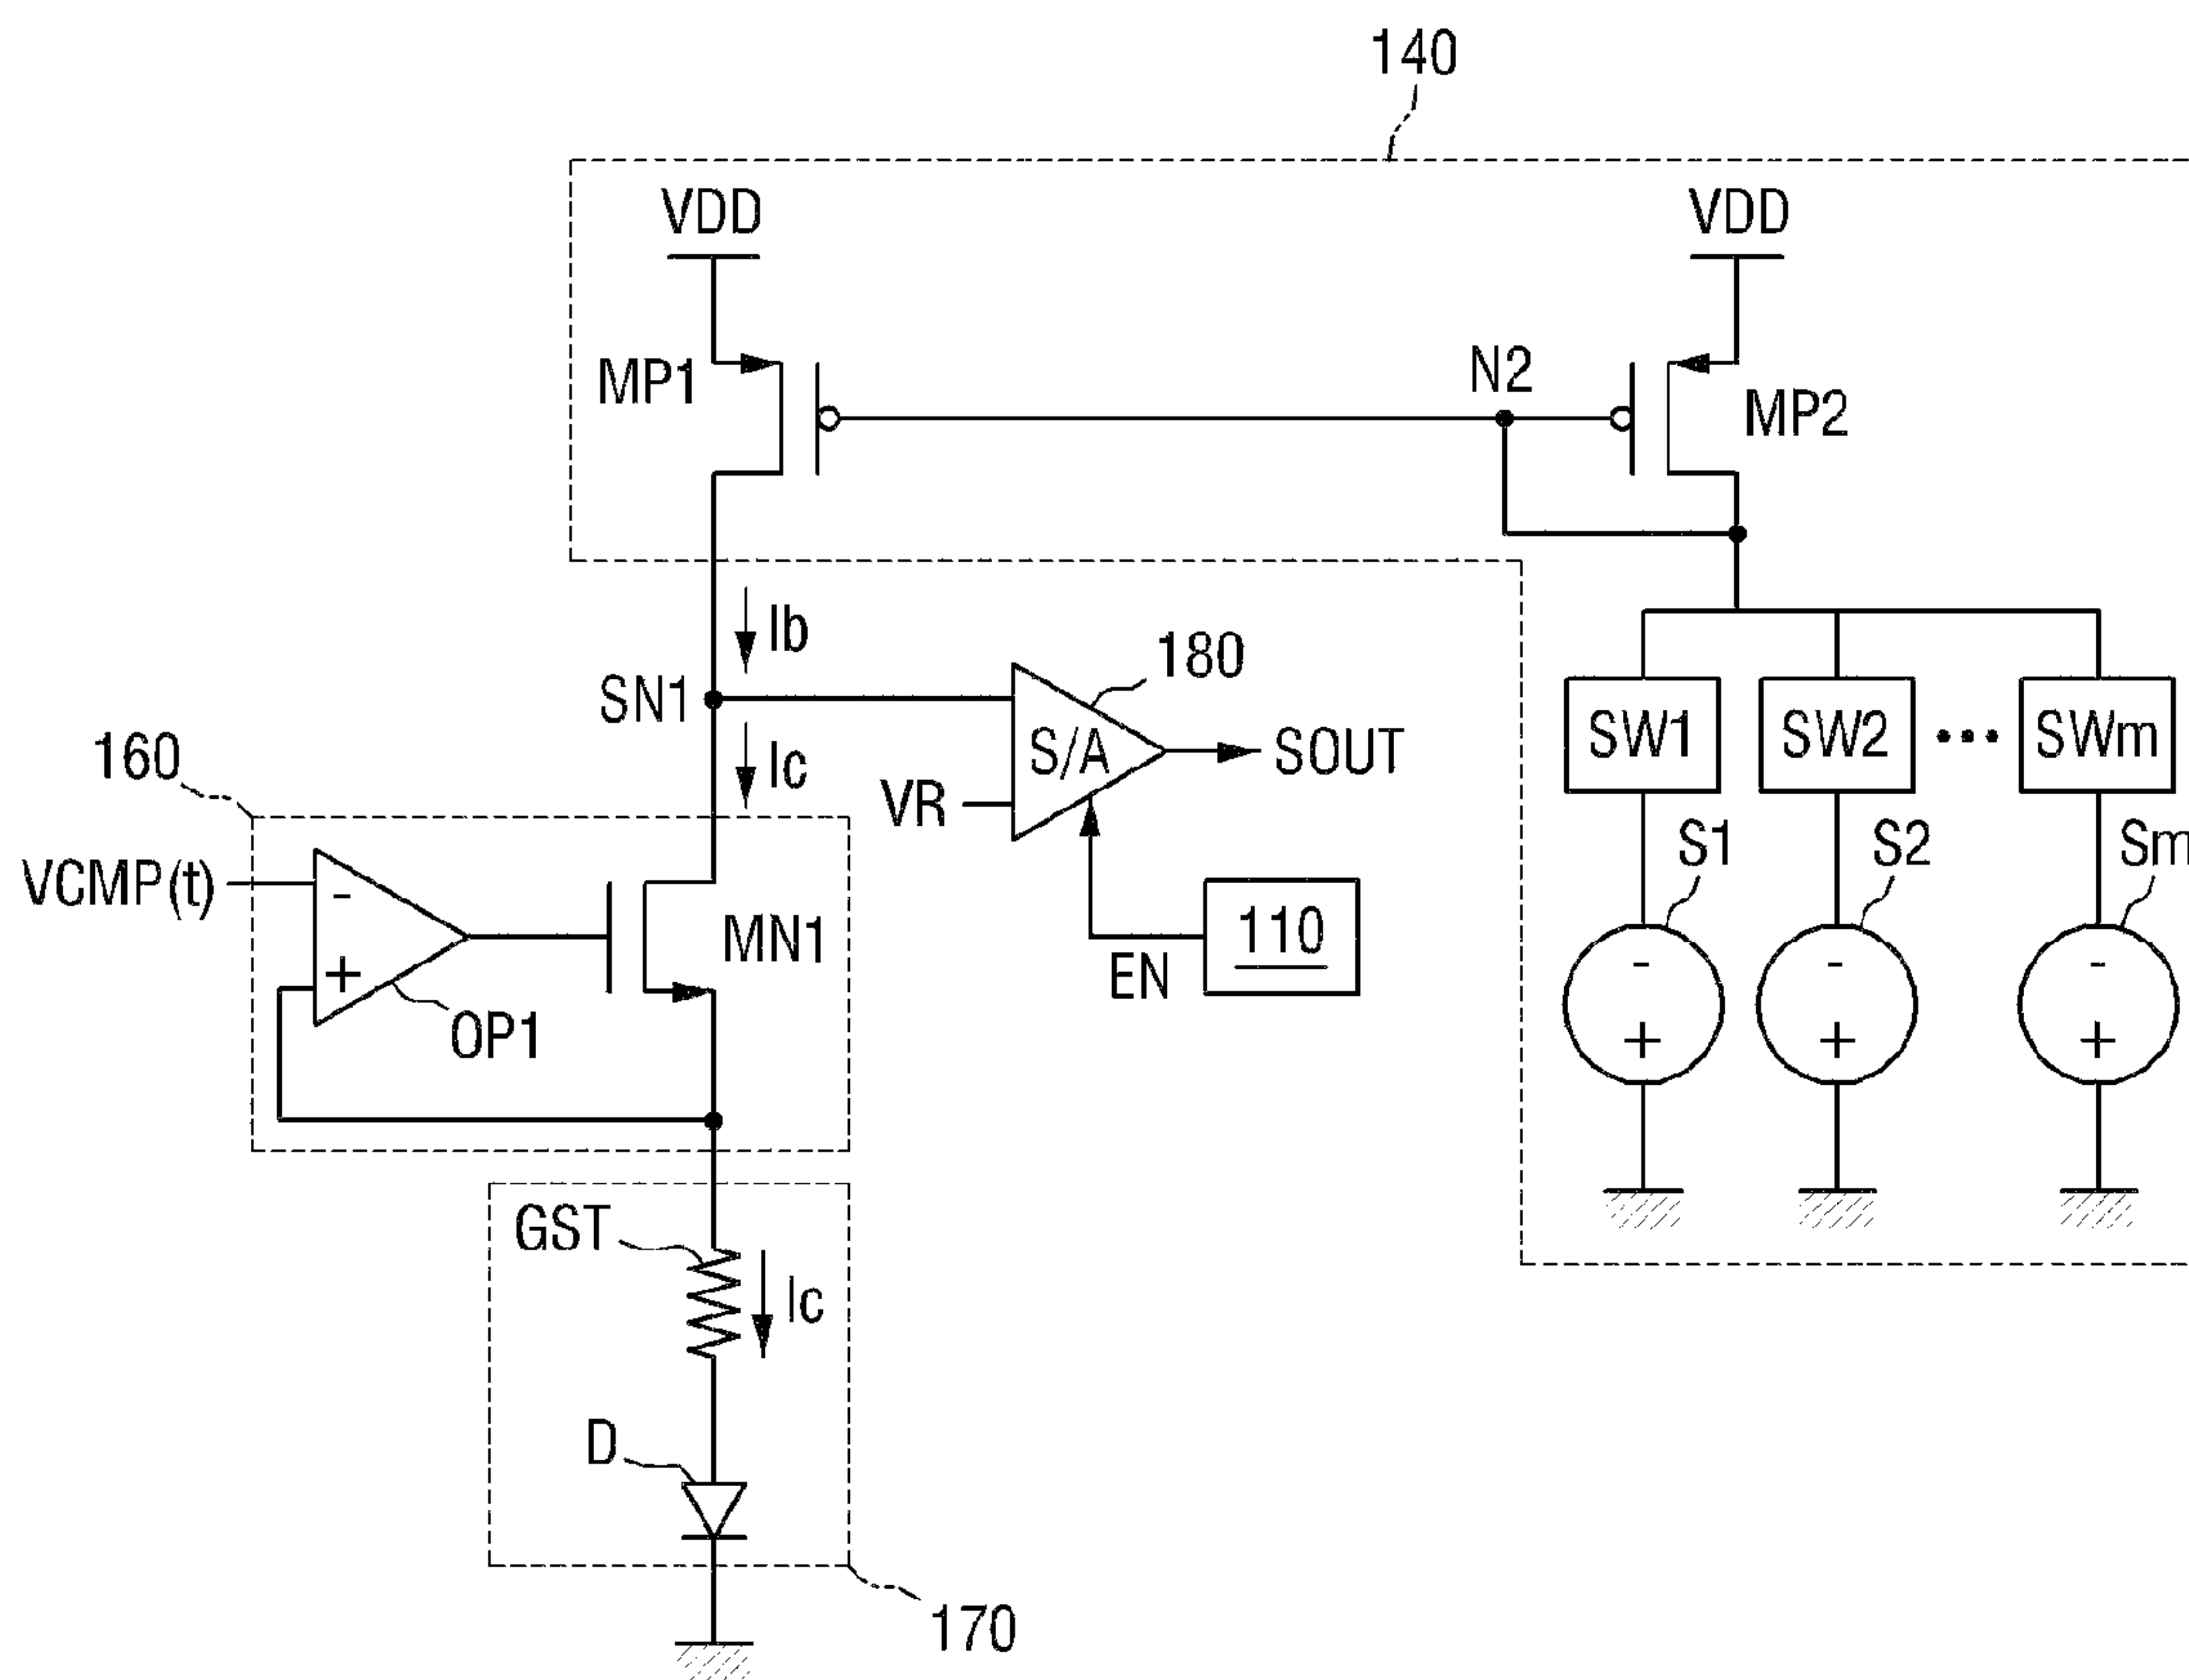 140
VDD
VDD
MP1
N2
MP2
Ib
SN1
180
S/A
SOUT
SW1
SW2
•••
SWm
160
Ic
VR
VCMP(t)
-
+
OP1
MN1
EN
110
S1
S2
Sm
-
+
-
+
-
+
GST
Ic
D
170